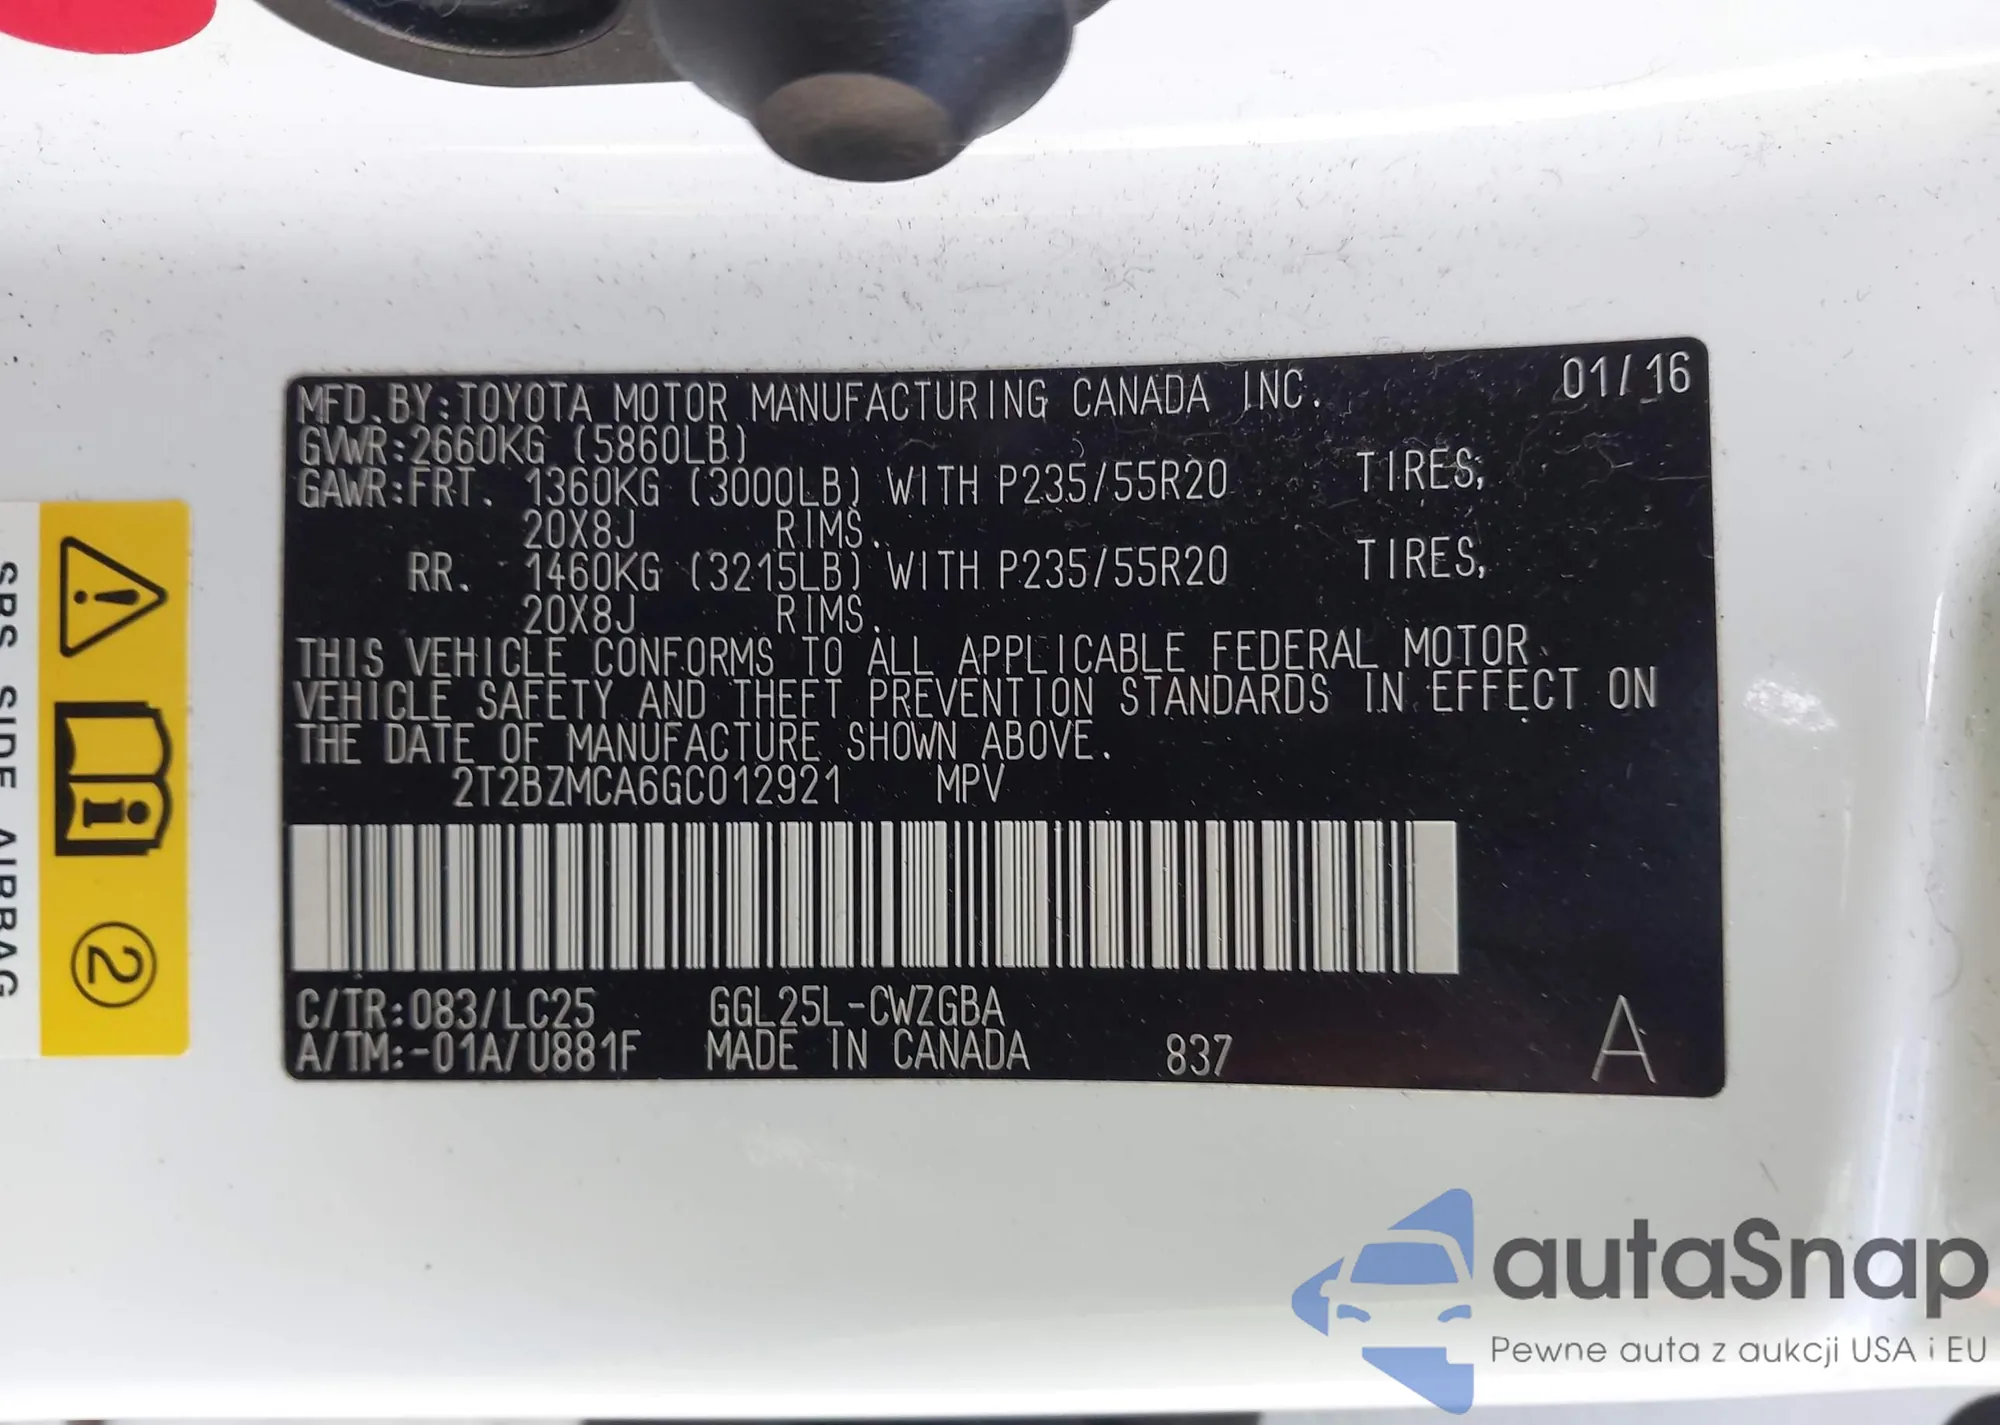 MFD. BY: TOYOTA MOTOR MANUFACTURING CANADA INC. 01/16
GVWR: 2660KG (5860LB)
GAWR: FRT. 1360KG (3000LB) WITH P235/55R20 TIRES,
20X8J RIMS.
RR. 1460KG (3215LB) WITH P235/55R20 TIRES,
20X8J RIMS.
THIS VEHICLE CONFORMS TO ALL APPLICABLE FEDERAL MOTOR
VEHICLE SAFETY AND THEFT PREVENTION STANDARDS IN EFFECT ON
THE DATE OF MANUFACTURE SHOWN ABOVE.
2T2BZMCA6GC012921 MPV
C/TR: 083/LC25 GGL25L-CWZGBA
A/TM: -01A/U881F MADE IN CANADA 837 A
SRS SIDE AIRBAG
i
2
autaSnap
Pewne auta z aukcji USA i EU